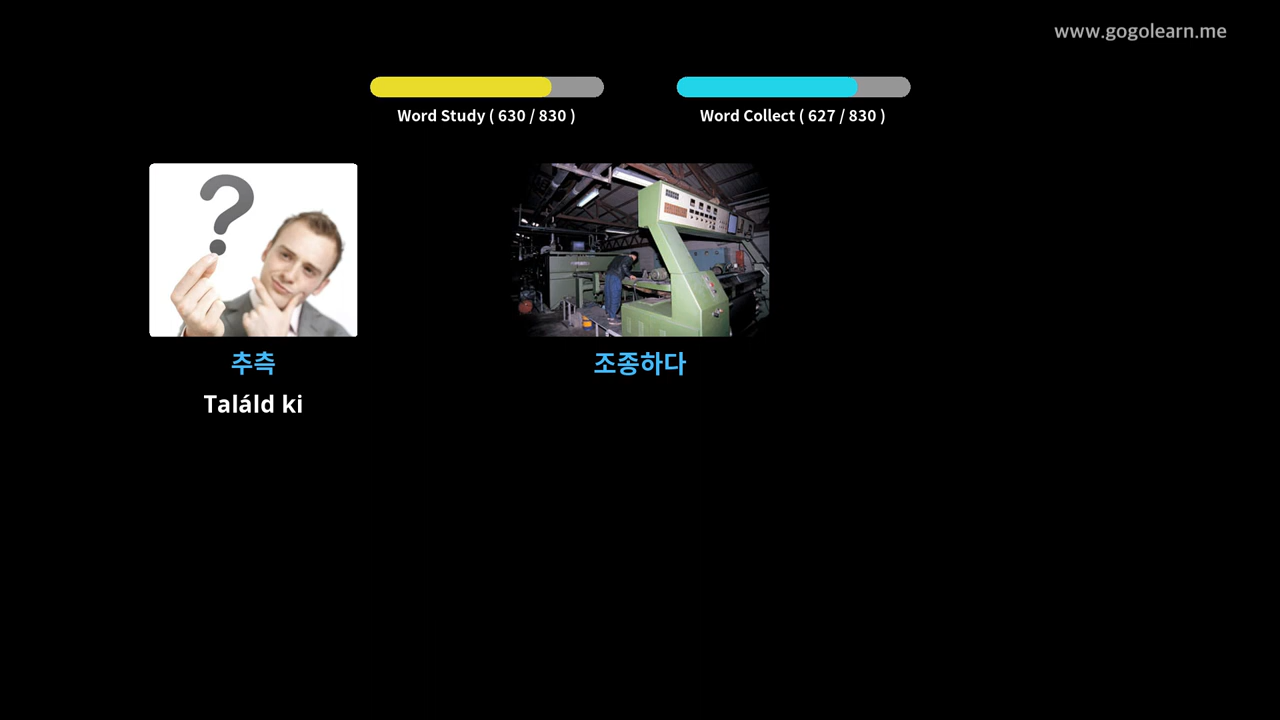 www.gogolearn.me
Word Study ( 630 / 830 )
Word Collect ( 627 / 830 )
추측
Találd ki
조종하다